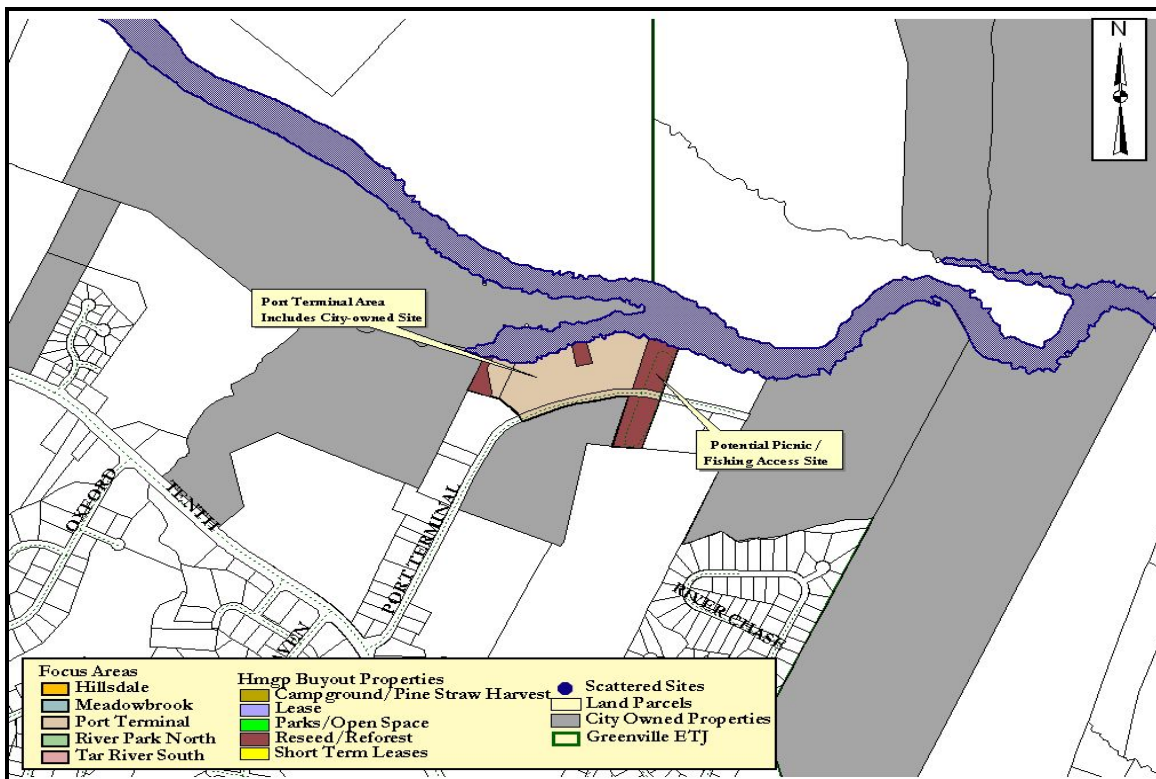 N
Port Terminal Area
Includes City-owned Site
Potential Picnic /
Fishing Access Site
OXFORD
TENTH
PORT TERMINAL
RIVER CHASE
Focus Areas
Hillsdale
Meadowbrook
Port Terminal
River Park North
Tar River South
Hmgp Buyout Properties
Campground/Pine Straw Harvest
Lease
Parks/Open Space
Reseed/Reforest
Short Term Leases
Scattered Sites
Land Parcels
City Owned Properties
Greenville ETJ